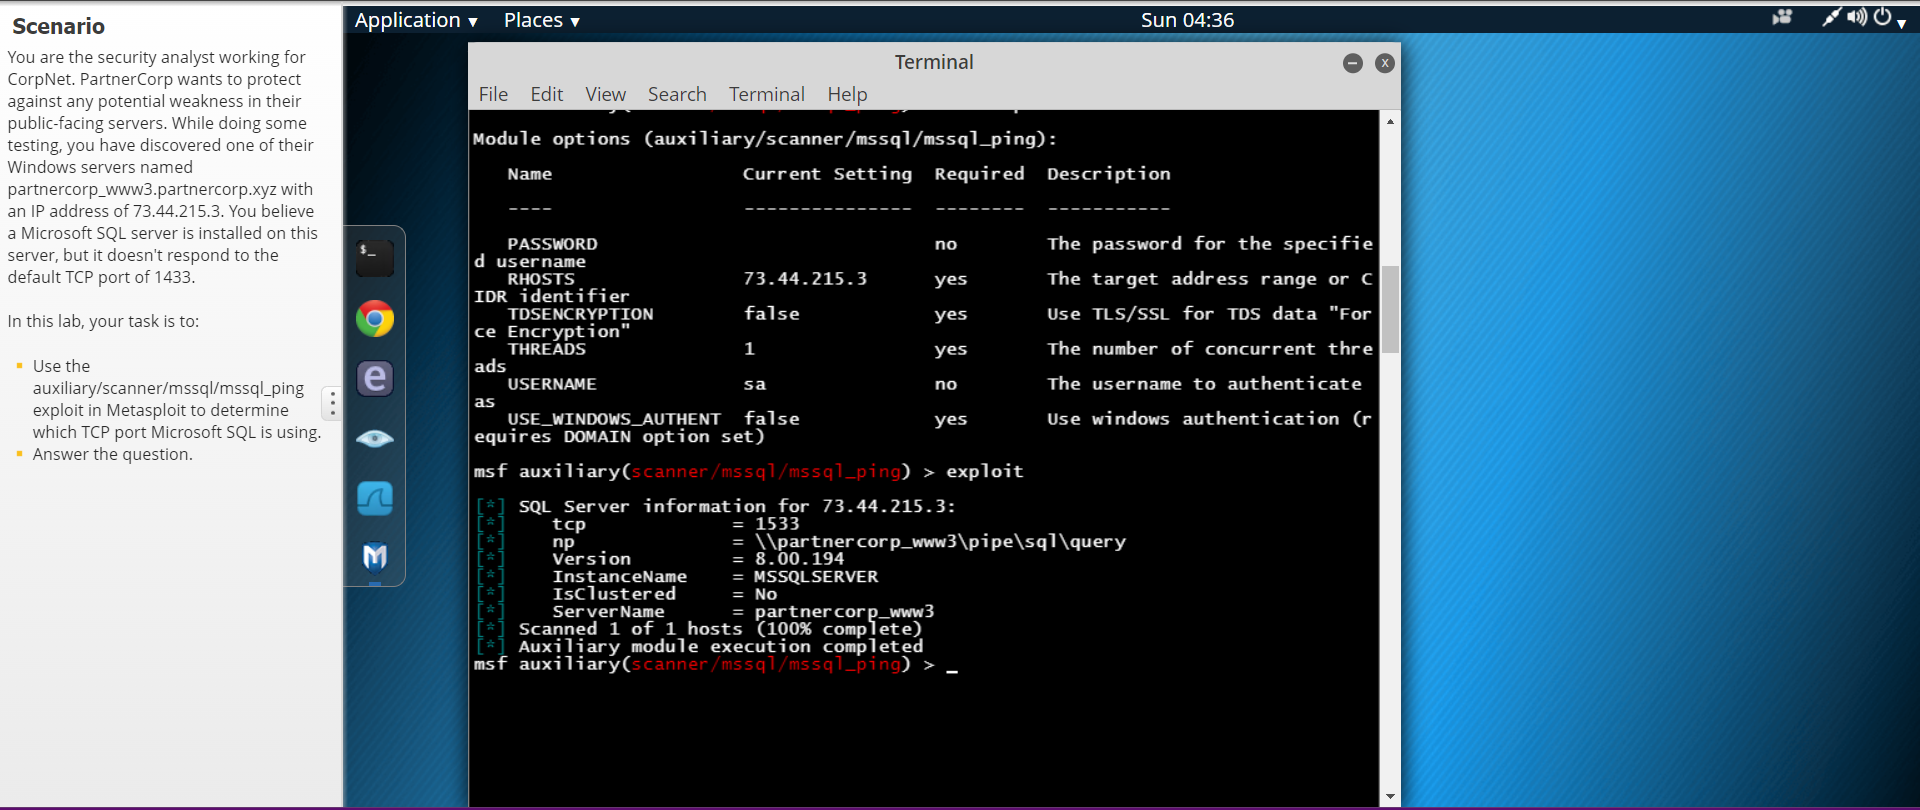 Scenario
You are the security analyst working for
CorpNet. PartnerCorp wants to protect
against any potential weakness in their
public-facing servers. While doing some
testing, you have discovered one of their
Windows servers named
partnercorp_www3.partnercorp.xyz with
an IP address of 73.44.215.3. You believe
a Microsoft SQL server is installed on this
server, but it doesn't respond to the
default TCP port of 1433.
In this lab, your task is to:
Use the
auxiliary/scanner/mssql/mssql_ping
exploit in Metasploit to determine
which TCP port Microsoft SQL is using.
Answer the question.
Application ▼ Places ▼ Sun 04:36
$_
e
M
Terminal
File Edit View Search Terminal Help
Module options (auxiliary/scanner/mssql/mssql_ping):
Name Current Setting Required Description
---- --------------- -------- -----------
PASSWORD no The password for the specifie
d username
RHOSTS 73.44.215.3 yes The target address range or C
IDR identifier
TDSENCRYPTION false yes Use TLS/SSL for TDS data "For
ce Encryption"
THREADS 1 yes The number of concurrent thre
ads
USERNAME sa no The username to authenticate
as
USE_WINDOWS_AUTHENT false yes Use windows authentication (r
equires DOMAIN option set)
msf auxiliary(scanner/mssql/mssql_ping) > exploit
[*] SQL Server information for 73.44.215.3:
[*] tcp = 1533
[*] np = \\partnercorp_www3\pipe\sql\query
[*] Version = 8.00.194
[*] InstanceName = MSSQLSERVER
[*] IsClustered = No
[*] ServerName = partnercorp_www3
[*] Scanned 1 of 1 hosts (100% complete)
[*] Auxiliary module execution completed
msf auxiliary(scanner/mssql/mssql_ping) > _